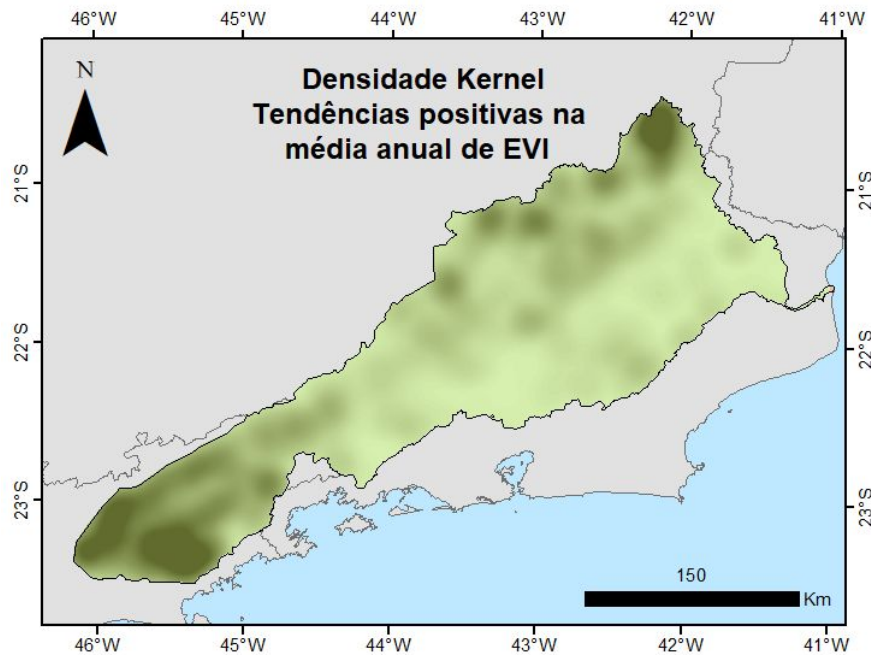 46°W 45°W 44°W 43°W 42°W 41°W
N
Densidade Kernel
Tendências positivas na
média anual de EVI
21°S 21°S
22°S 22°S
23°S 23°S
150
Km
46°W 45°W 44°W 43°W 42°W 41°W